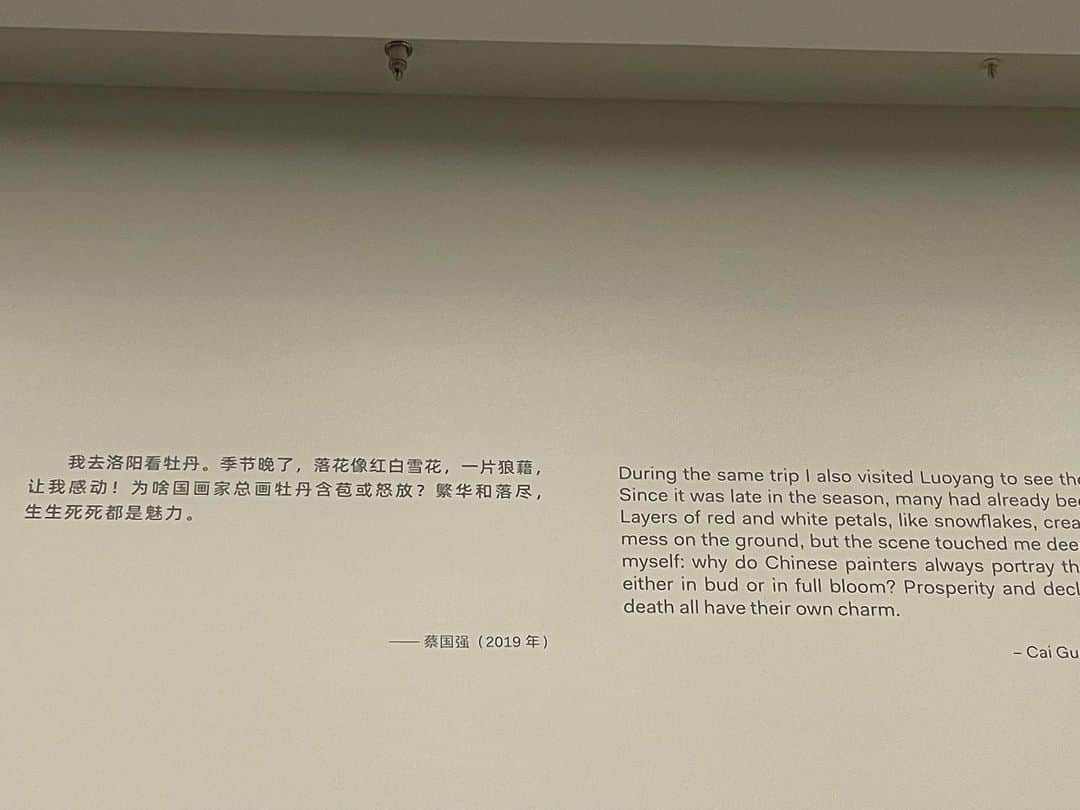 我去洛阳看牡丹。季节晚了，落花像红白雪花，一片狼藉，
让我感动！为啥国画家总画牡丹含苞或怒放？繁华和落尽，
生生死死都是魅力。
—— 蔡国强（2019 年）
During the same trip I also visited Luoyang to see
Since it was late in the season, many had already
Layers of red and white petals, like snowflakes,
mess on the ground, but the scene touched me
myself: why do Chinese painters always portray
either in bud or in full bloom? Prosperity and
death all have their own charm.
– Cai